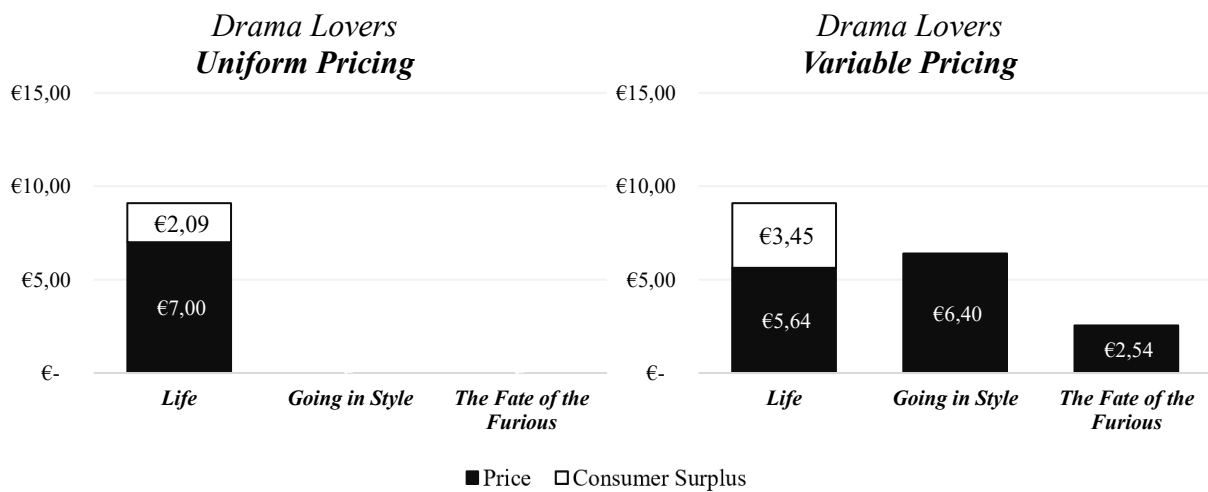 Drama Lovers
Uniform Pricing
€15,00
€10,00
€5,00
€-
€2,09
€7,00
Life
Going in Style
The Fate of the
Furious
Drama Lovers
Variable Pricing
€15,00
€10,00
€5,00
€-
€3,45
€5,64
€6,40
€2,54
Life
Going in Style
The Fate of the
Furious
Price
Consumer Surplus